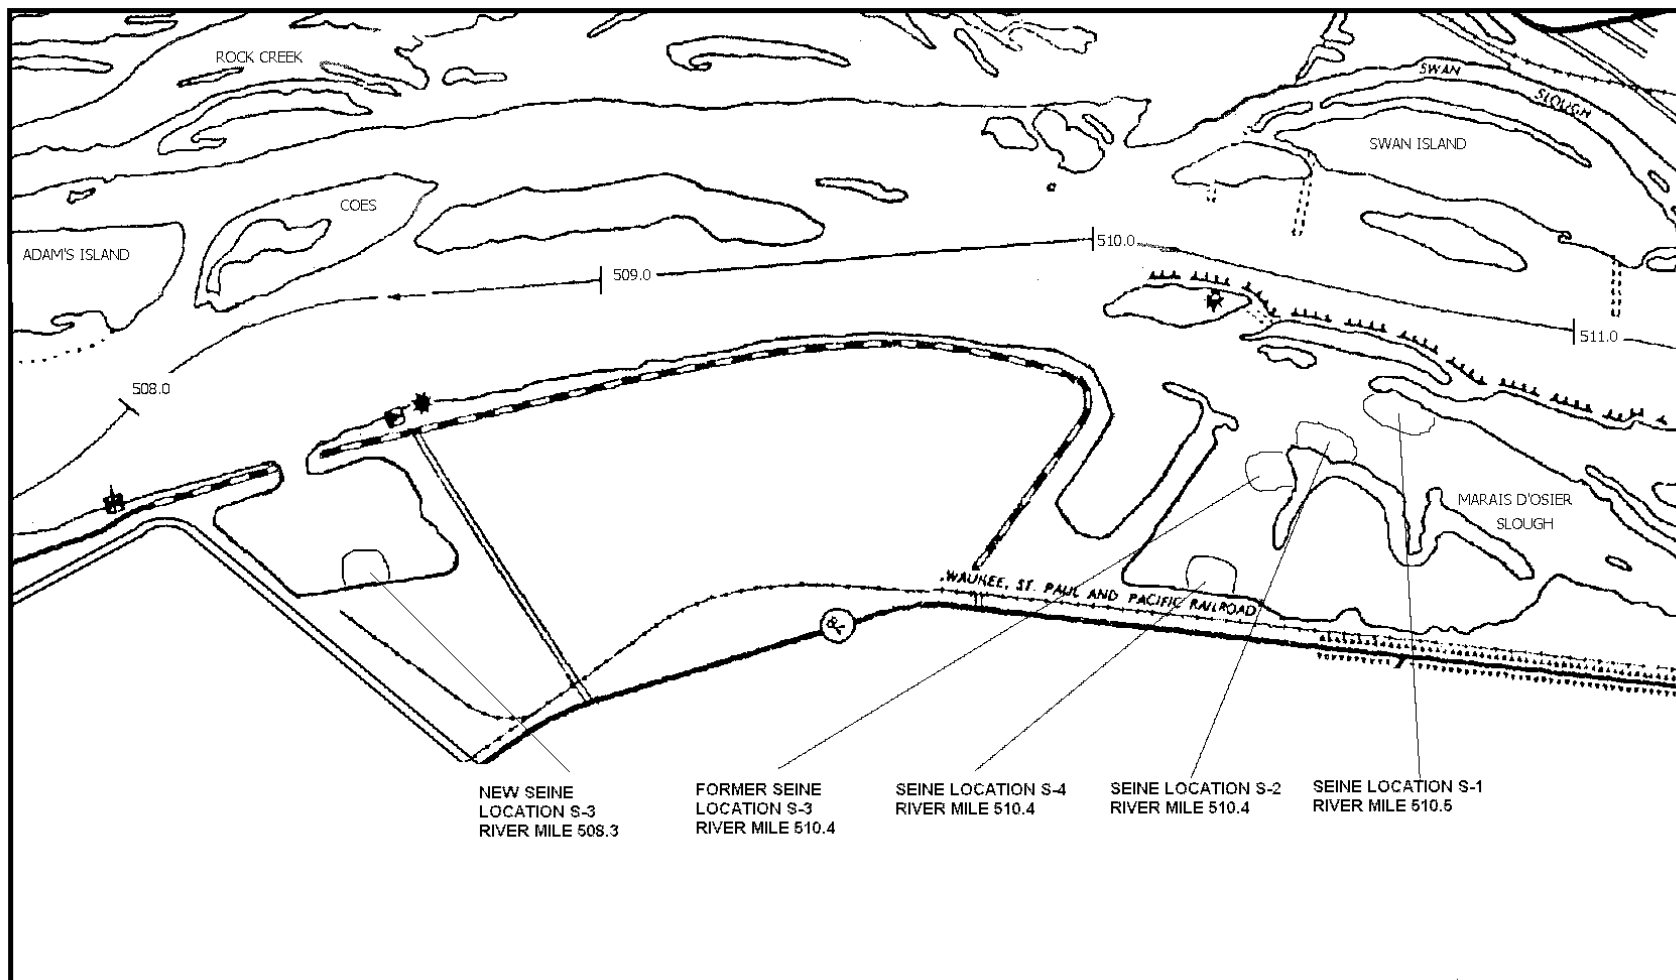 ROCK CREEK
SWAN
SLOUGH
SWAN ISLAND
COES
ADAM'S ISLAND
510.0
509.0
511.0
508.0
MARAIS D'OSIER
SLOUGH
WAUKEE, ST. PAUL AND PACIFIC RAILROAD
NEW SEINE
LOCATION S-3
RIVER MILE 508.3
FORMER SEINE
LOCATION S-3
RIVER MILE 510.4
SEINE LOCATION S-4
RIVER MILE 510.4
SEINE LOCATION S-2
RIVER MILE 510.4
SEINE LOCATION S-1
RIVER MILE 510.5